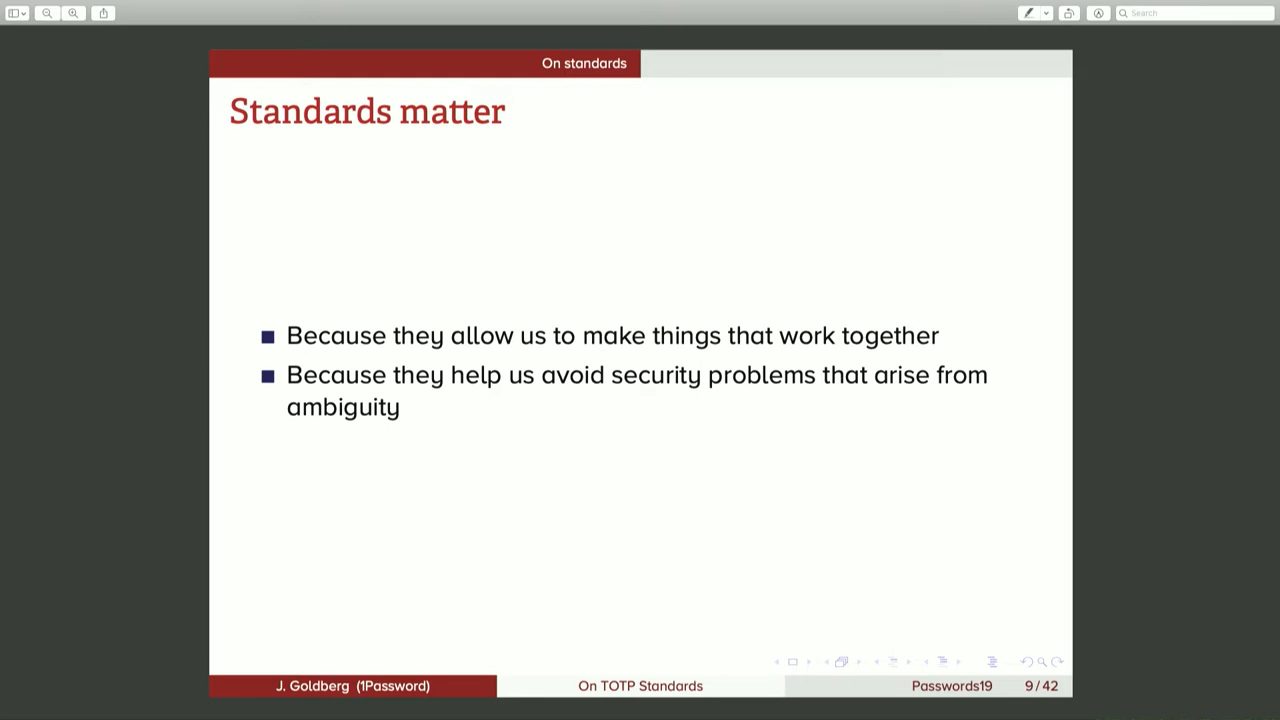 Search
On standards
Standards matter
Because they allow us to make things that work together
Because they help us avoid security problems that arise from
ambiguity
J. Goldberg (1Password)
On TOTP Standards
Passwords19
9 / 42